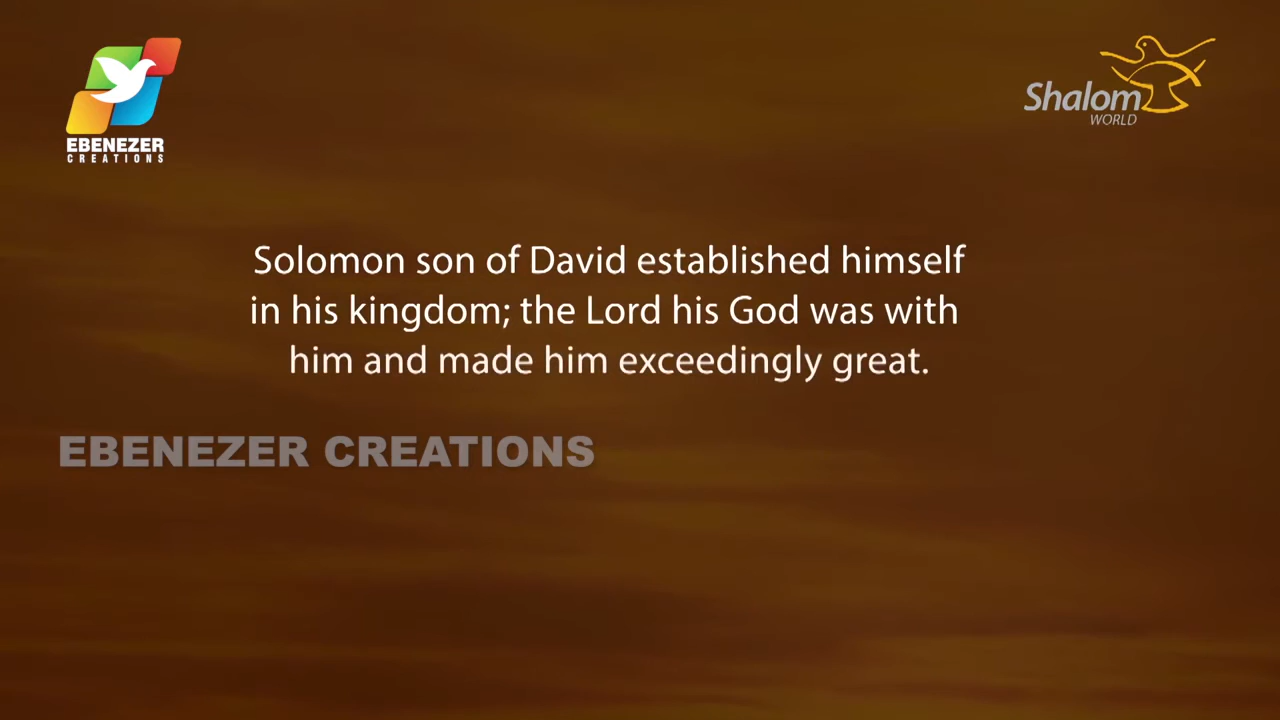 EBENEZER
CREATIONS
Shalom
WORLD
Solomon son of David established himself
in his kingdom; the Lord his God was with
him and made him exceedingly great.
EBENEZER CREATIONS